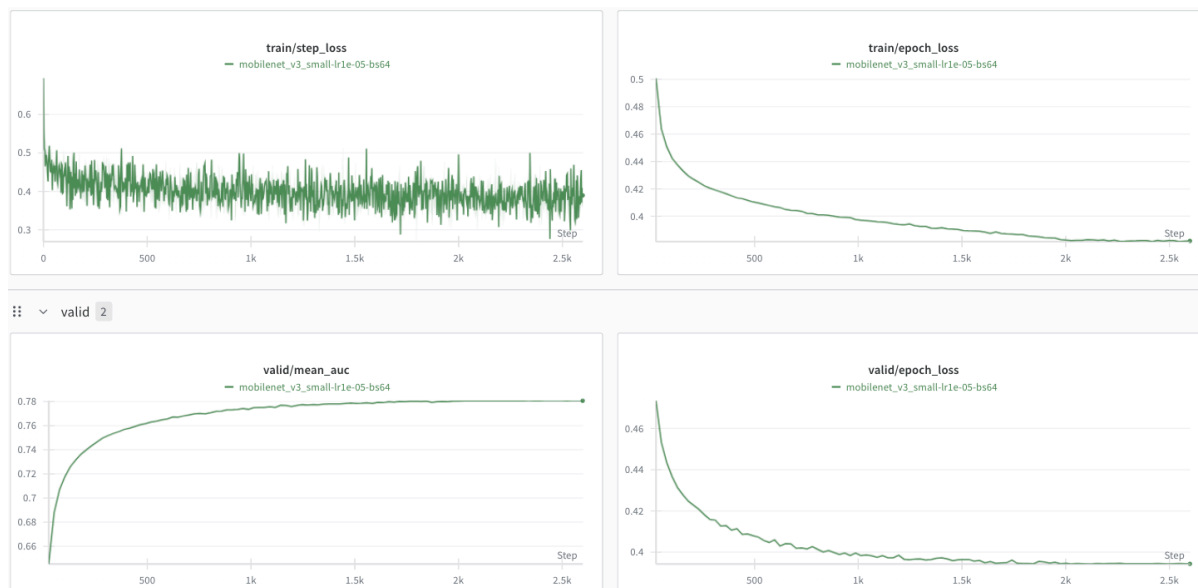 train/step_loss
mobilenet_v3_small-lr1e-05-bs64
0.6
0.5
0.4
0.3
Step
0 500 1k 1.5k 2k 2.5k
train/epoch_loss
mobilenet_v3_small-lr1e-05-bs64
0.5
0.48
0.46
0.44
0.42
0.4
Step
500 1k 1.5k 2k 2.5k
valid 2
valid/mean_auc
mobilenet_v3_small-lr1e-05-bs64
0.78
0.76
0.74
0.72
0.7
0.68
0.66
Step
500 1k 1.5k 2k 2.5k
valid/epoch_loss
mobilenet_v3_small-lr1e-05-bs64
0.46
0.44
0.42
0.4
Step
500 1k 1.5k 2k 2.5k